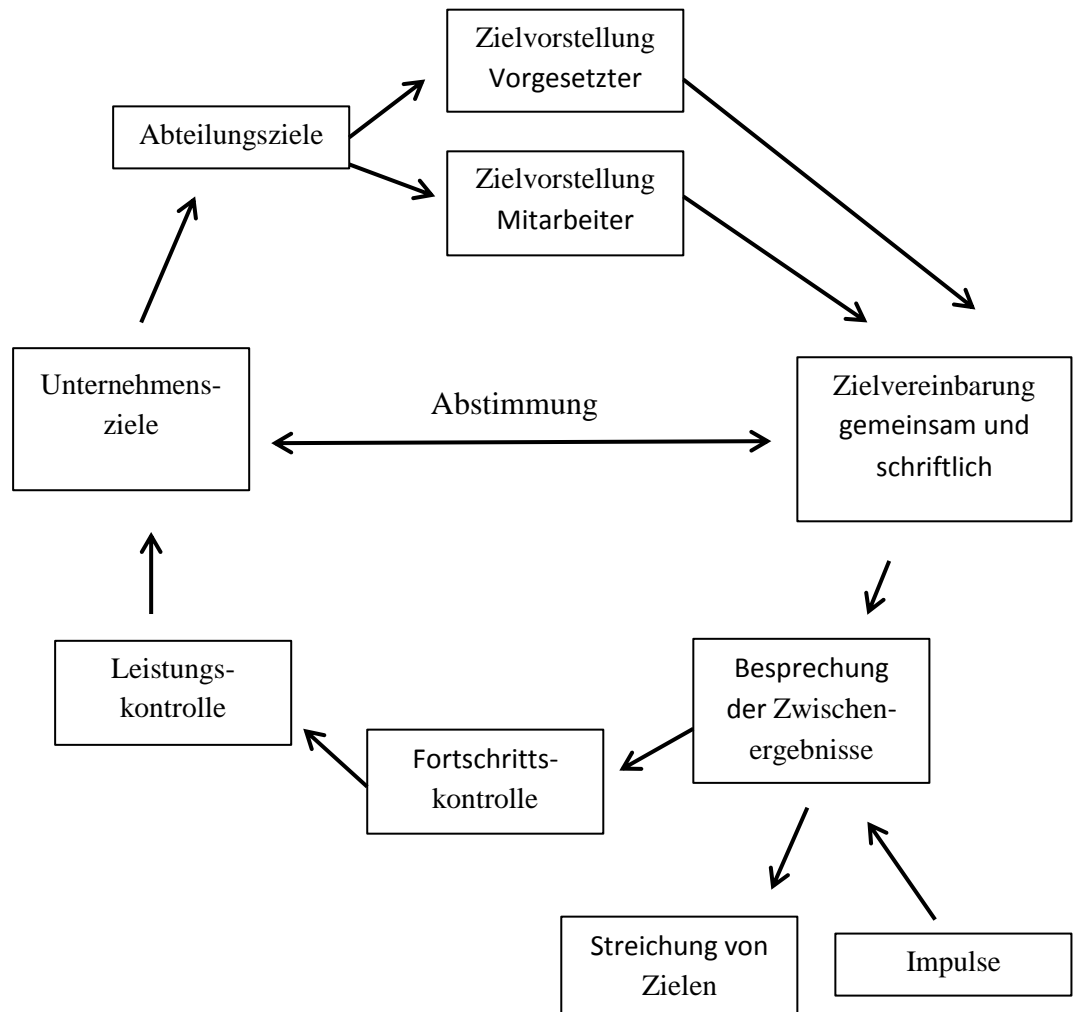 Zielvorstellung
Vorgesetzter
Abteilungsziele
Zielvorstellung
Mitarbeiter
Unternehmens-
ziele
Abstimmung
Zielvereinbarung
gemeinsam und
schriftlich
Leistungs-
kontrolle
Besprechung
der Zwischen-
ergebnisse
Fortschritts-
kontrolle
Streichung von
Zielen
Impulse